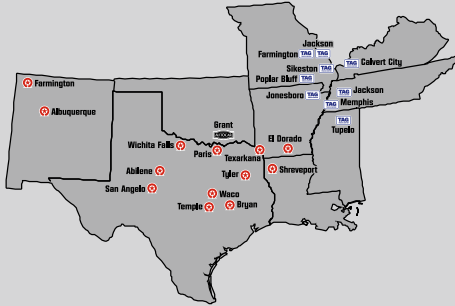 Jackson
Farmington TAG TAG
TAG Calvert City
Sikeston TAG
Poplar Bluff TAG
Farmington
Jonesboro TAG
TAG Jackson
TAG Memphis
Albuquerque
TAG
Tupelo
Grant
El Dorado
Wichita Falls
Paris
Texarkana
Abilene
Tyler
Shreveport
San Angelo
Waco
Temple
Bryan